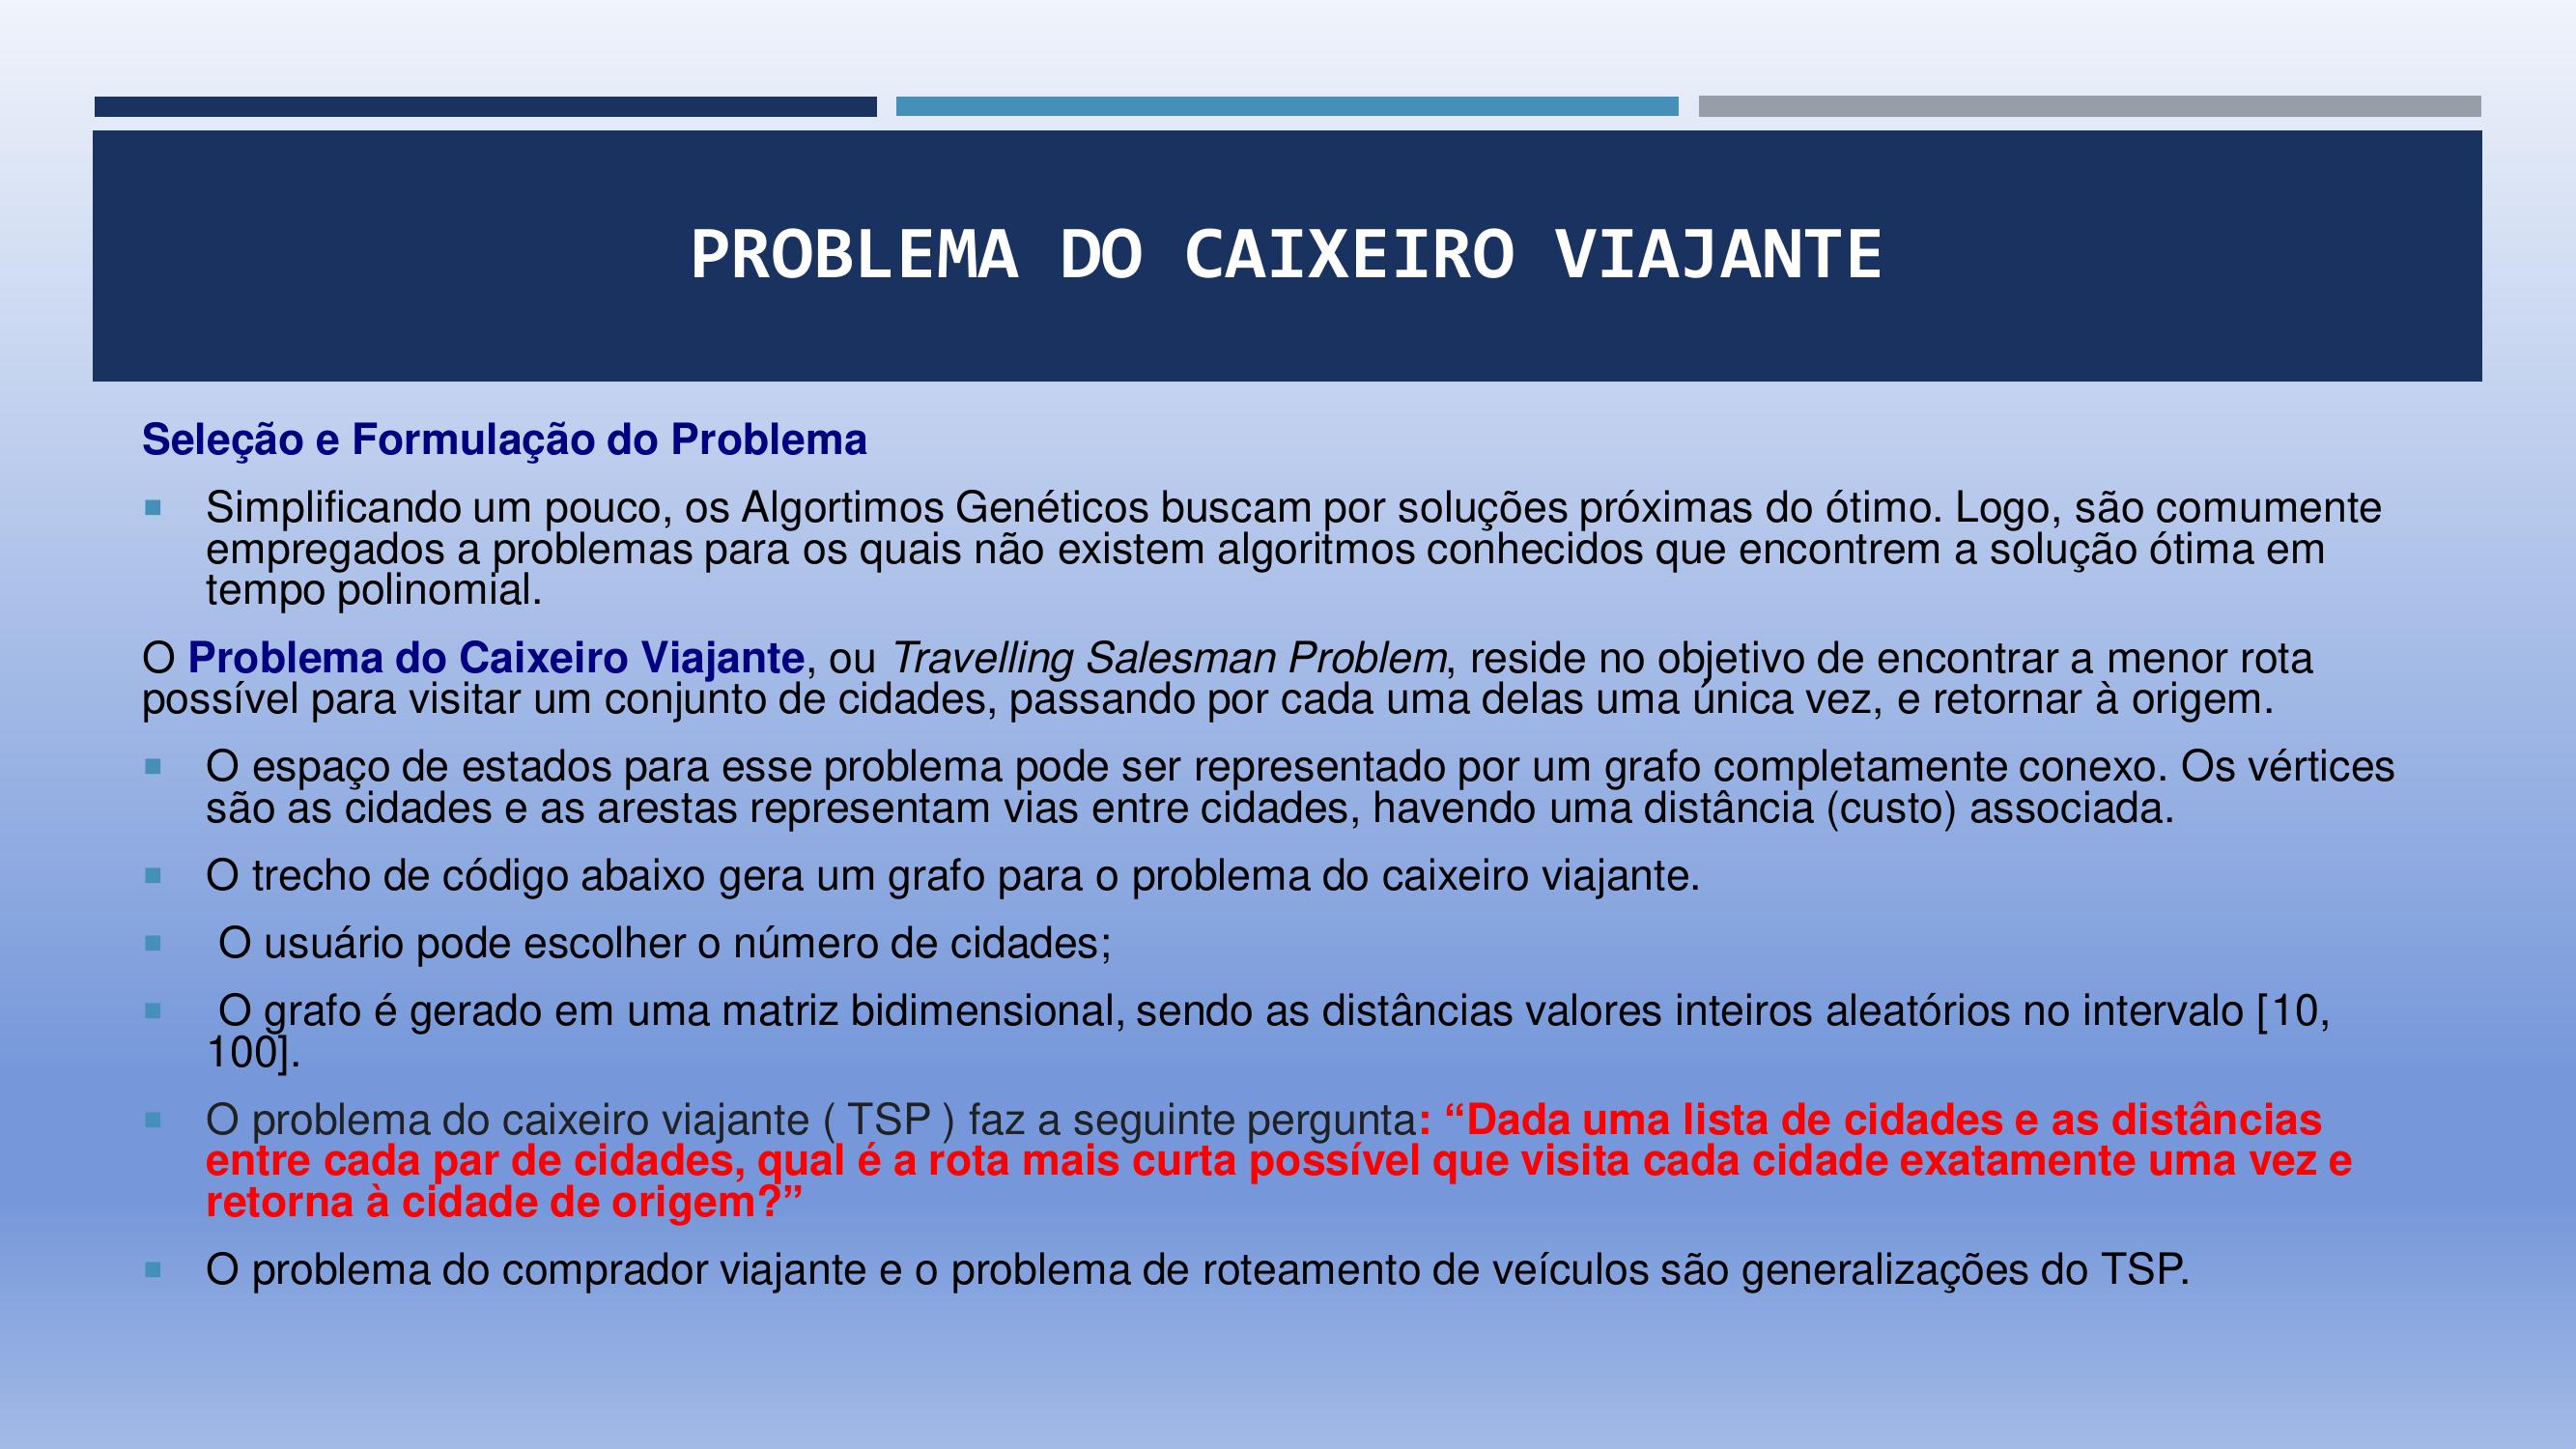 PROBLEMA DO CAIXEIRO VIAJANTE
Seleção e Formulação do Problema
Simplificando um pouco, os Algortimos Genéticos buscam por soluções próximas do ótimo. Logo, são comumente
empregados a problemas para os quais não existem algoritmos conhecidos que encontrem a solução ótima em
tempo polinomial.
O Problema do Caixeiro Viajante, ou Travelling Salesman Problem, reside no objetivo de encontrar a menor rota
possível para visitar um conjunto de cidades, passando por cada uma delas uma única vez, e retornar à origem.
O espaço de estados para esse problema pode ser representado por um grafo completamente conexo. Os vértices
são as cidades e as arestas representam vias entre cidades, havendo uma distância (custo) associada.
O trecho de código abaixo gera um grafo para o problema do caixeiro viajante.
O usuário pode escolher o número de cidades;
O grafo é gerado em uma matriz bidimensional, sendo as distâncias valores inteiros aleatórios no intervalo [10,
100].
O problema do caixeiro viajante ( TSP ) faz a seguinte pergunta: “Dada uma lista de cidades e as distâncias
entre cada par de cidades, qual é a rota mais curta possível que visita cada cidade exatamente uma vez e
retorna à cidade de origem?”
O problema do comprador viajante e o problema de roteamento de veículos são generalizações do TSP.